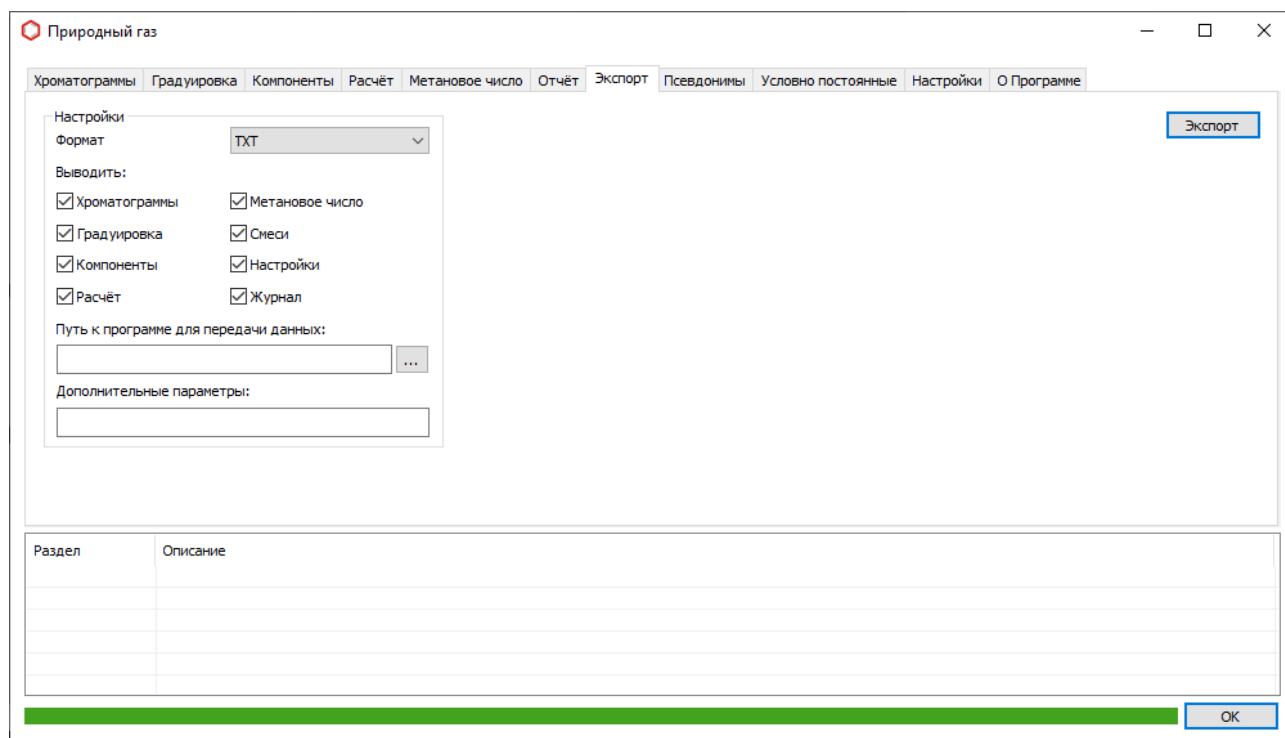 Природный газ
Хроматограммы Градуировка Компоненты Расчёт Метановое число Отчёт Экспорт Псевдонимы Условно постоянные Настройки О Программе
Настройки
Экспорт
Формат TXT
Выводить:
Хроматограммы Метановое число
Градуировка Смеси
Компоненты Настройки
Расчёт Журнал
Путь к программе для передачи данных:
...
Дополнительные параметры:
Раздел Описание
OK